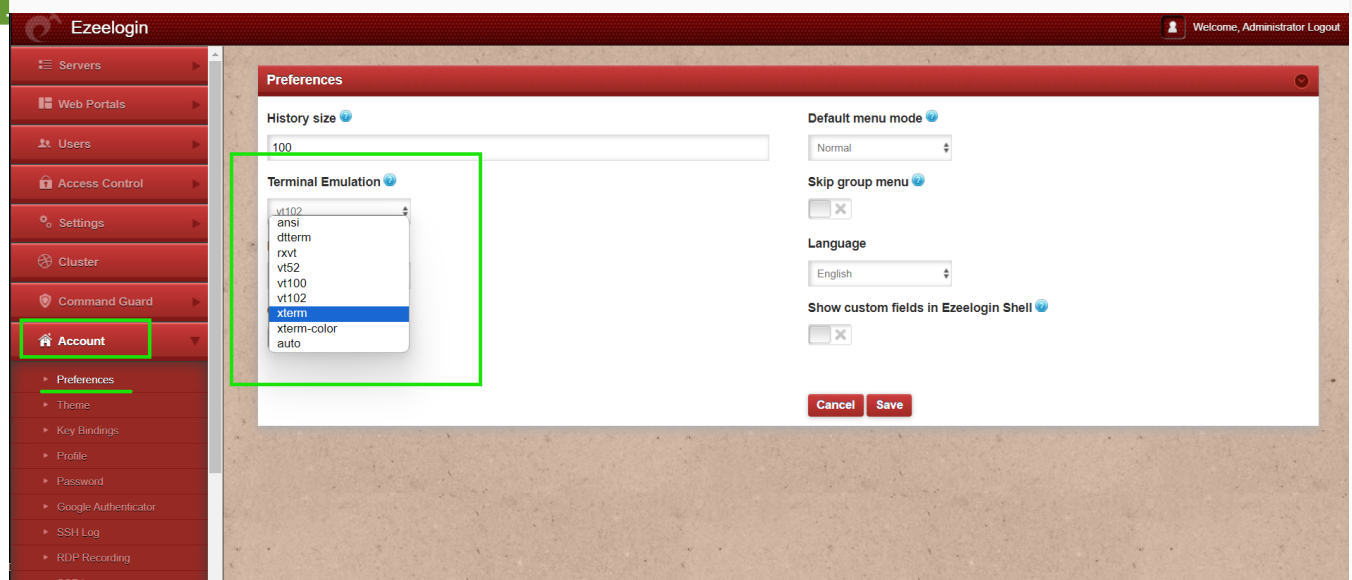 Ezeelogin
Welcome, Administrator Logout
Servers
Web Portals
Users
Access Control
Settings
Cluster
Command Guard
Account
Preferences
Theme
Key Bindings
Profile
Password
Google Authenticator
SSH Log
RDP Recording
Preferences
History size
100
Terminal Emulation
vt102
ansi
dtterm
rxvt
vt52
vt100
vt102
xterm
xterm-color
auto
Default menu mode
Normal
Skip group menu
Language
English
Show custom fields in Ezeelogin Shell
Cancel Save